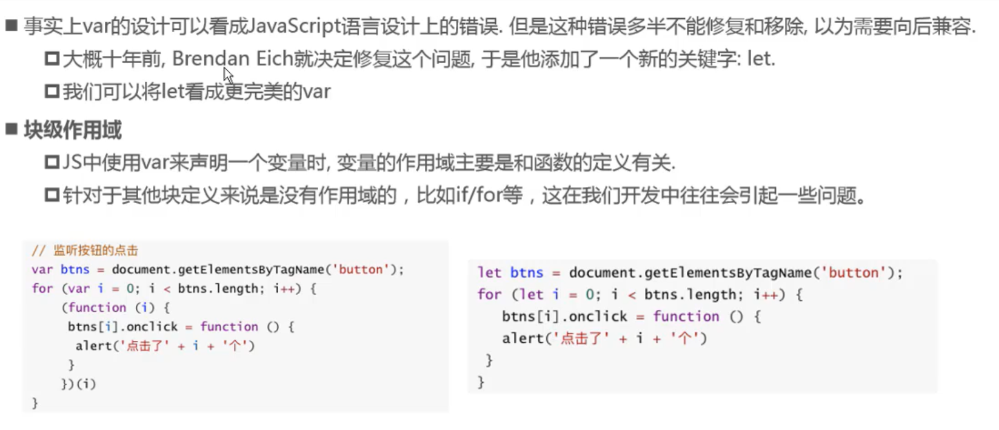 事实上var的设计可以看成JavaScript语言设计上的错误. 但是这种错误多半不能修复和移除, 以为需要向后兼容.
大概十年前, Brendan Eich就决定修复这个问题, 于是他添加了一个新的关键字: let.
我们可以将let看成更完美的var
块级作用域
JS中使用var来声明一个变量时, 变量的作用域主要是和函数的定义有关.
针对于其他块定义来说是没有作用域的，比如if/for等，这在我们开发中往往会引起一些问题。
// 监听按钮的点击
var btns = document.getElementsByTagName('button');
for (var i = 0; i < btns.length; i++) {
(function (i) {
btns[i].onclick = function () {
alert('点击了' + i + '个')
}
})(i)
}
let btns = document.getElementsByTagName('button');
for (let i = 0; i < btns.length; i++) {
btns[i].onclick = function () {
alert('点击了' + i + '个')
}
}